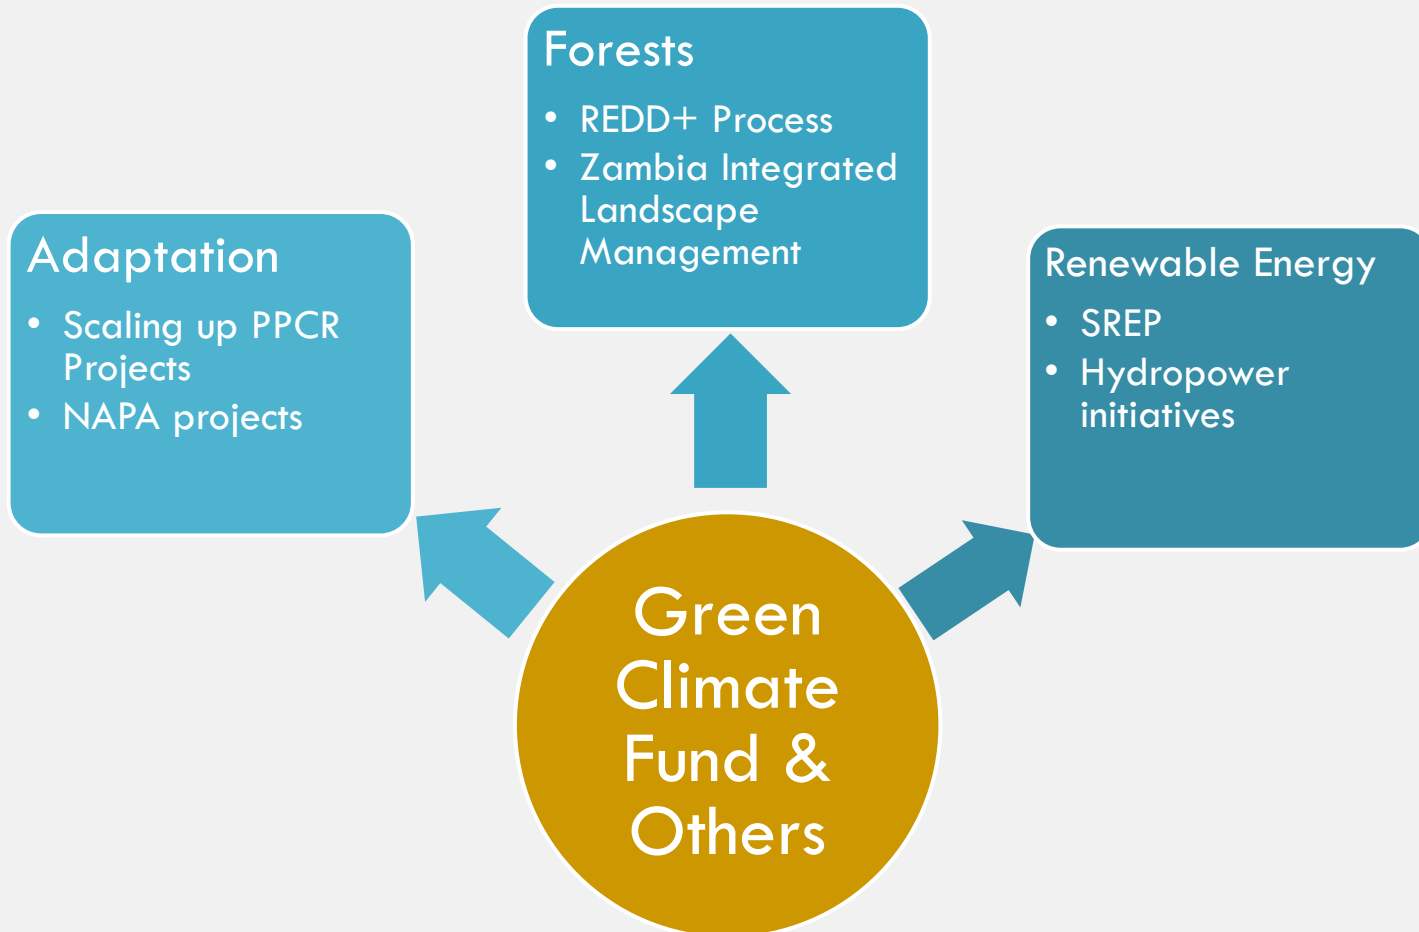 Forests
• REDD+ Process
• Zambia Integrated
Landscape
Management
Adaptation
• Scaling up PPCR
Projects
• NAPA projects
Renewable Energy
• SREP
• Hydropower
initiatives
Green
Climate
Fund &
Others